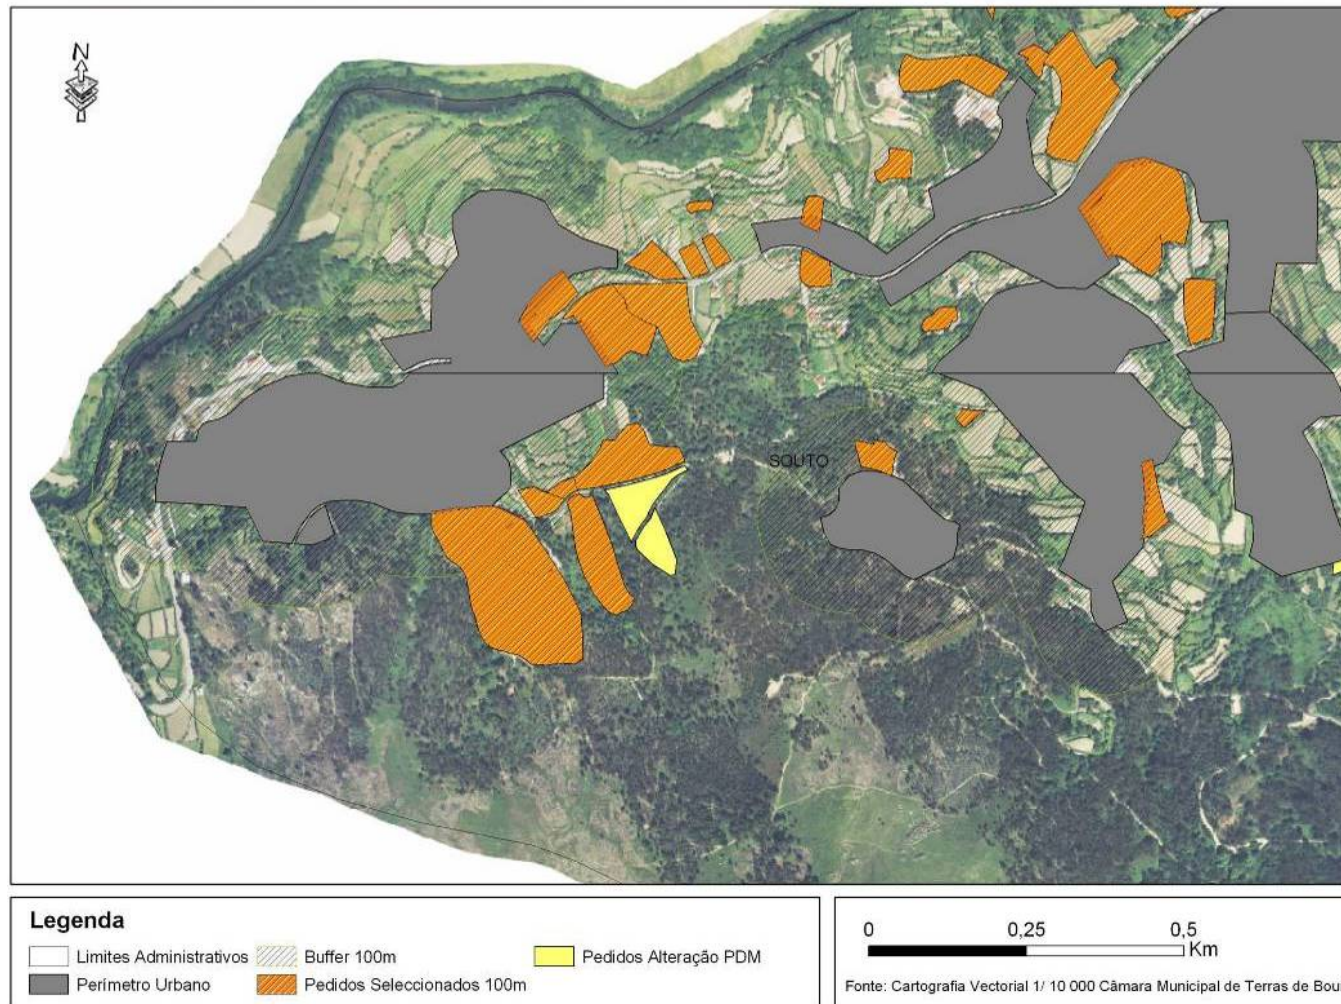 N
SOUTO
Legenda
Limites Administrativos
Buffer 100m
Pedidos Alteração PDM
Perímetro Urbano
Pedidos Seleccionados 100m
0 0,25 0,5
Km
Fonte: Cartografia Vectorial 1/ 10 000 Câmara Municipal de Terras de Bou